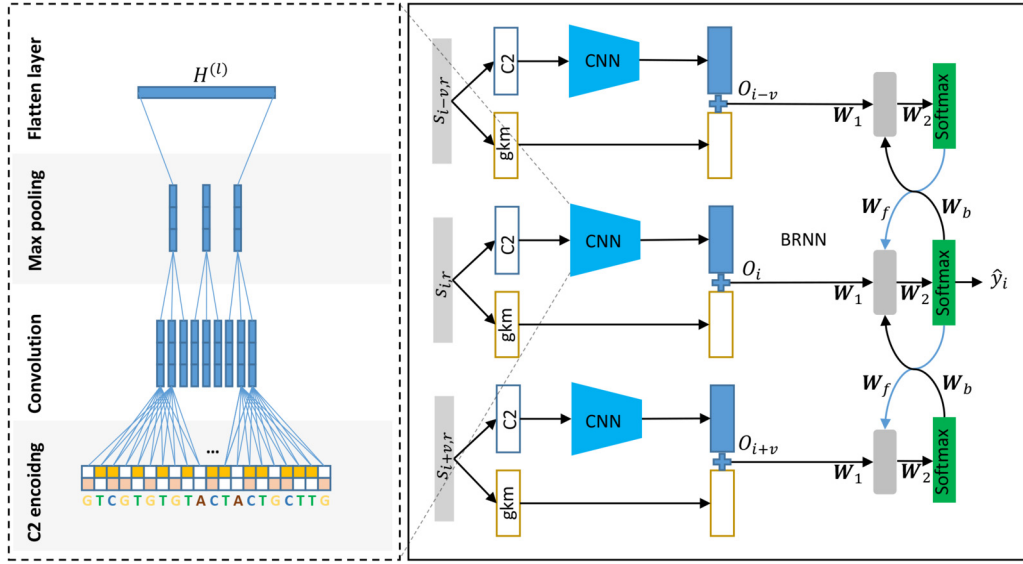 Flatten layer
H^(l)
Max pooling
Convolution
C2 encoidng
...
GTCGTGTGTACTACTGCTTG
s_{i-v,r}
C2
CNN
gkm
O_{i-v}
W_1
W_2
Softmax
W_f
W_b
s_{i,r}
C2
CNN
gkm
O_i
BRNN
W_1
W_2
Softmax
ŷ_i
W_f
W_b
s_{i+v,r}
C2
CNN
gkm
O_{i+v}
W_1
W_2
Softmax